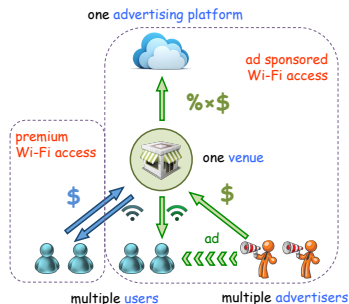 one advertising platform
ad sponsored
Wi-Fi access
%×$
premium
Wi-Fi access
one venue
$
$
ad
multiple users
multiple advertisers